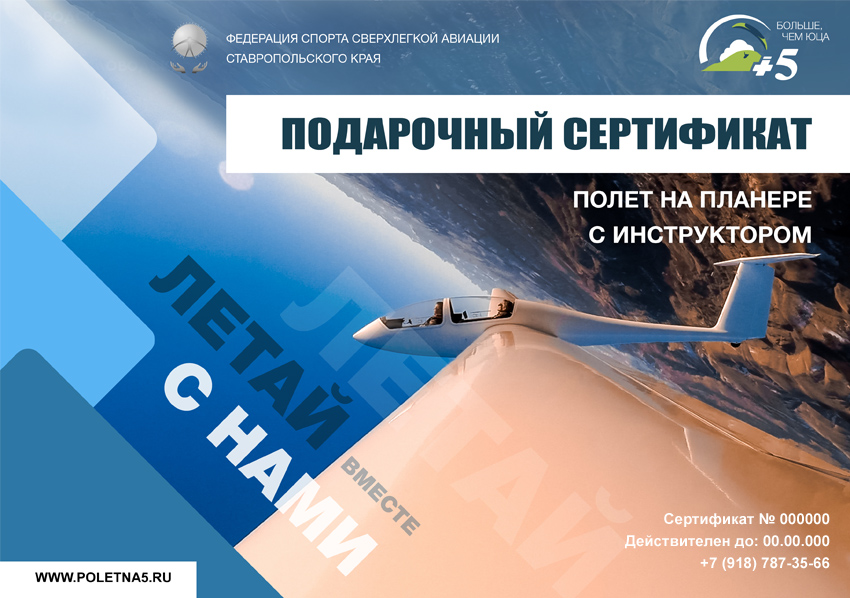 ФЕДЕРАЦИЯ СПОРТА СВЕРХЛЕГКОЙ АВИАЦИИ
СТАВРОПОЛЬСКОГО КРАЯ
БОЛЬШЕ,
ЧЕМ ЮЦА
+5
ПОДАРОЧНЫЙ СЕРТИФИКАТ
ПОЛЕТ НА ПЛАНЕРЕ
С ИНСТРУКТОРОМ
ЛЕТАЙ
ЛЕТАЙ
ВМЕСТЕ
С НАМИ
Сертификат № 000000
Действителен до: 00.00.000
+7 (918) 787-35-66
WWW.POLETNA5.RU